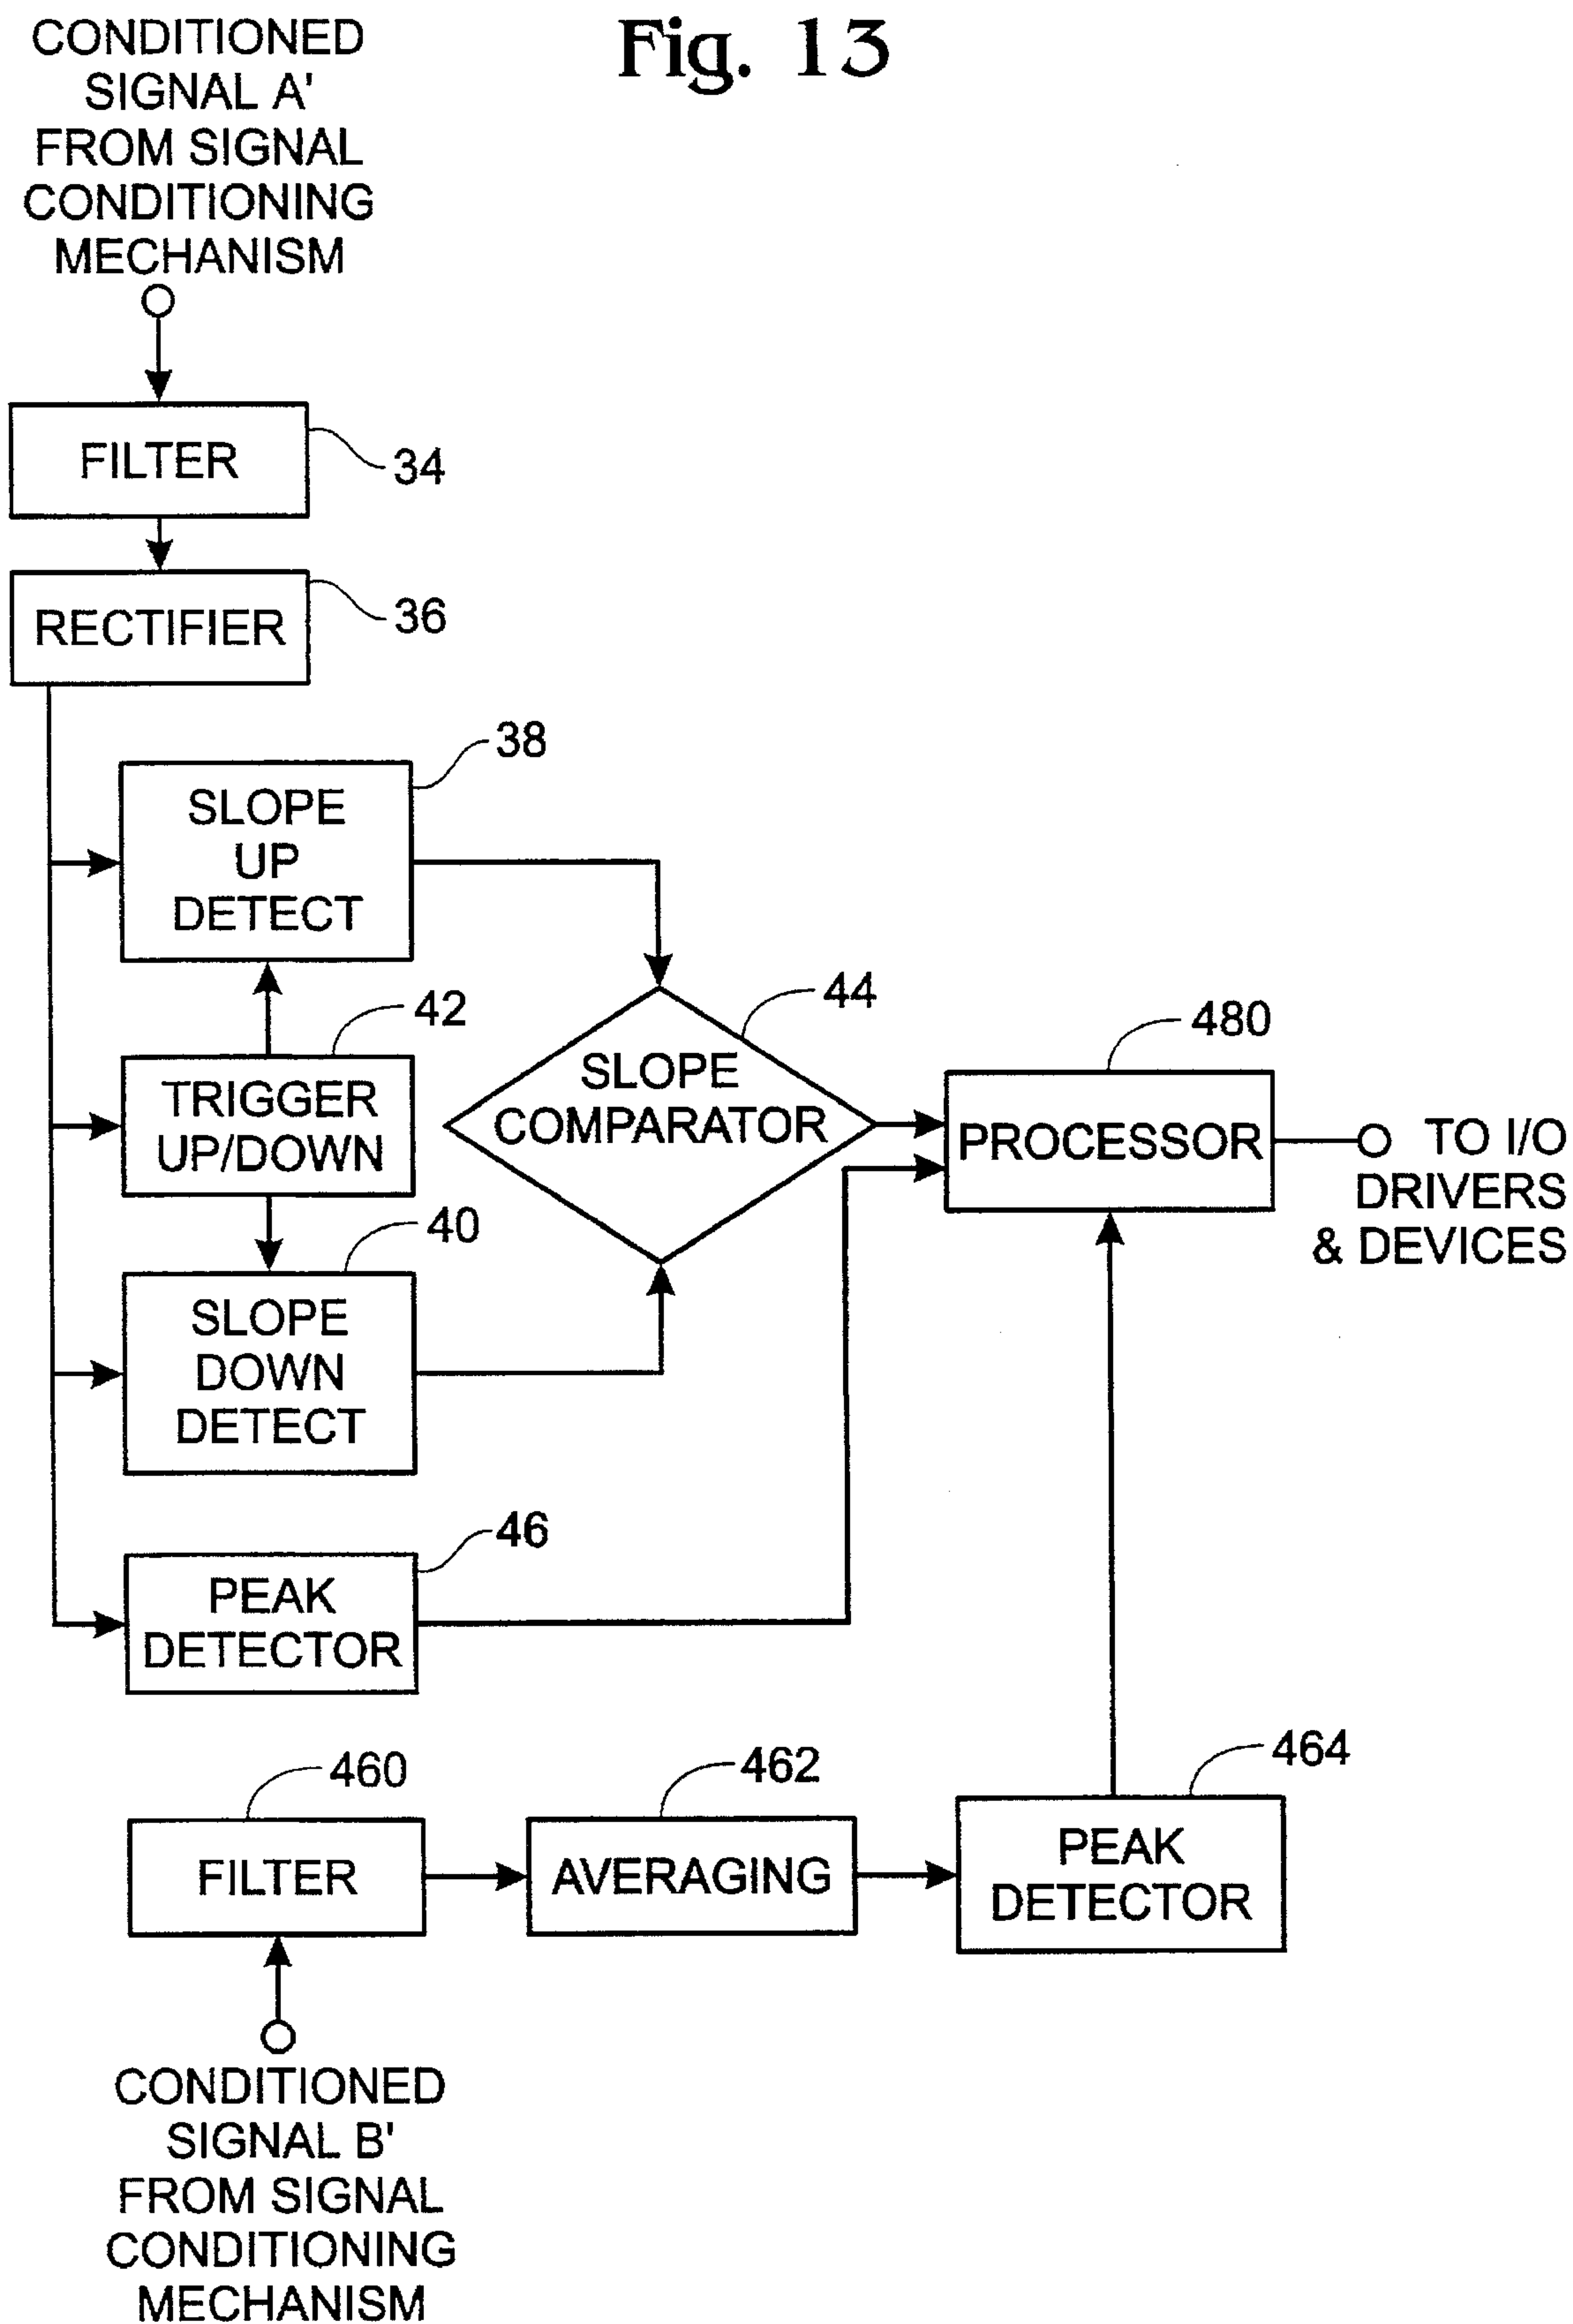 Fig. 13
CONDITIONED
SIGNAL A'
FROM SIGNAL
CONDITIONING
MECHANISM
FILTER
34
RECTIFIER
36
38
SLOPE
UP
DETECT
42
TRIGGER
UP/DOWN
44
SLOPE
COMPARATOR
480
PROCESSOR
TO I/O
DRIVERS
& DEVICES
40
SLOPE
DOWN
DETECT
46
PEAK
DETECTOR
460
FILTER
462
AVERAGING
464
PEAK
DETECTOR
CONDITIONED
SIGNAL B'
FROM SIGNAL
CONDITIONING
MECHANISM